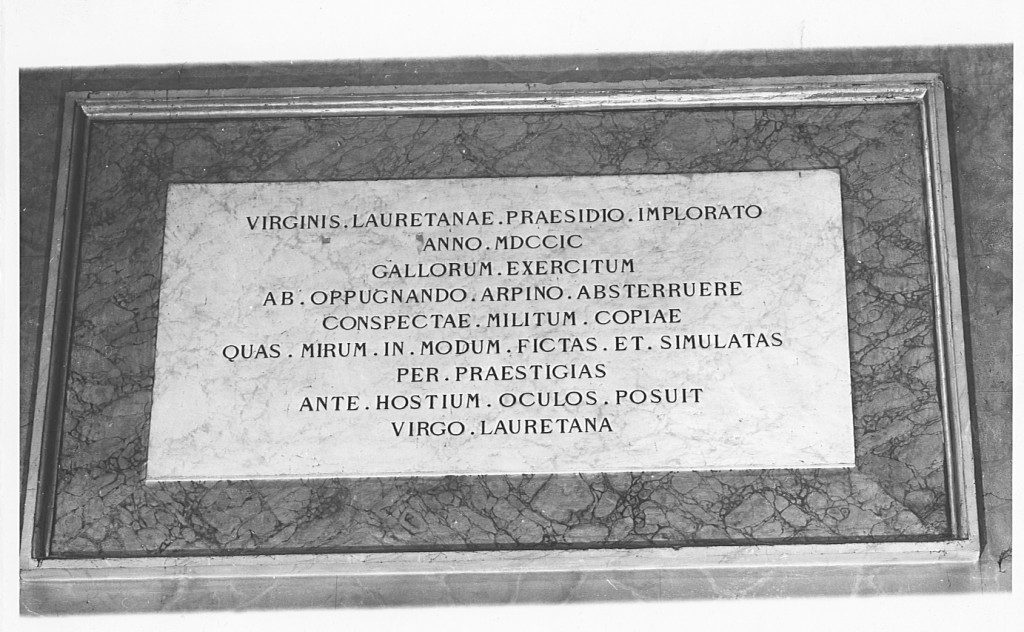 VIRGINIS.LAURETANAE.PRAESIDIO.IMPLORATO
ANNO.MDCCIC
GALLORUM.EXERCITUM
AB.OPPUGNANDO.ARPINO.ABSTERRUERE
CONSPECTAE.MILITUM.COPIAE
QUAS.MIRUM.IN.MODUM.FICTAS.ET.SIMULATAS
PER.PRAESTIGIAS
ANTE.HOSTIUM.OCULOS.POSUIT
VIRGO.LAURETANA